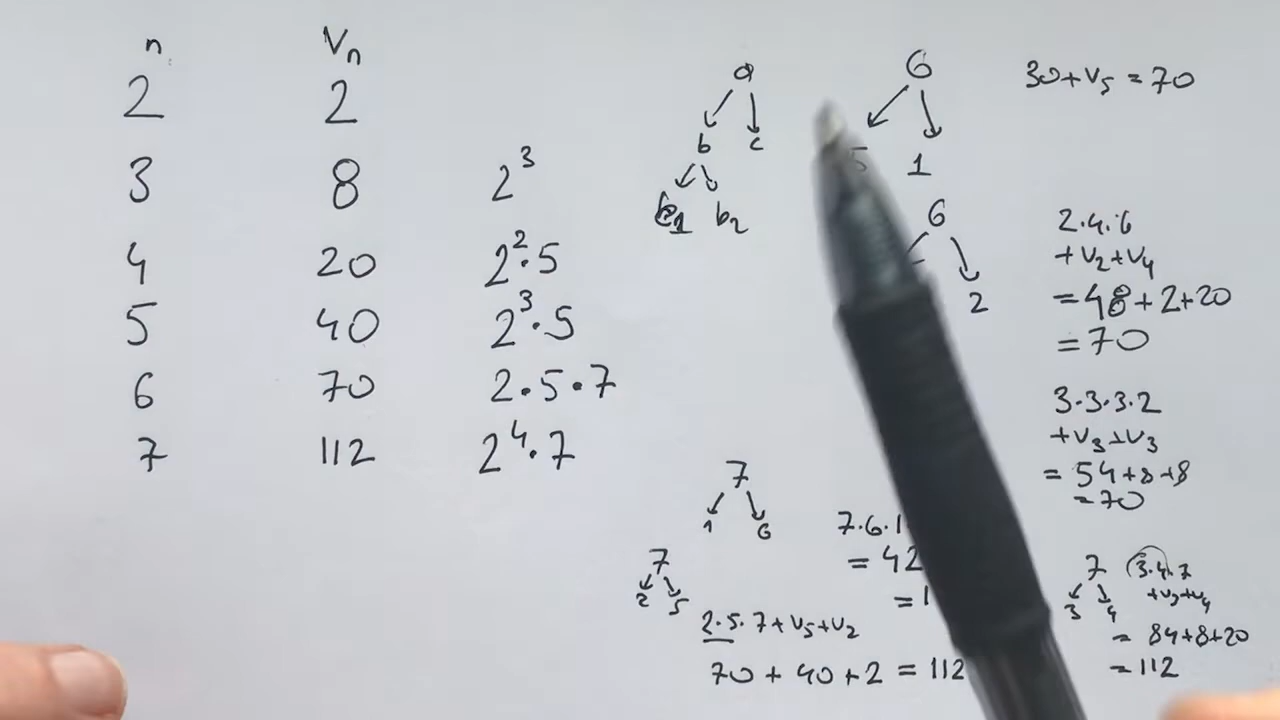 n Vn
2 2
3 8 2³
4 20 2²·5
5 40 2³·5
6 70 2·5·7
7 112 2⁴·7
a
b c
b₂
6
5 1
6
2
30+V₅=70
2·4·6
+V₂+V₄
=48+2+20
=70
3·3·3·2
+V₃+V₃
=54+8+8
=70
7
1 6
7·6·1
=42
7
2 5
2·5·7+V₅+V₂
70+40+2=112
7
3 4
3·4·7
+V₃+V₄
=84+8+20
=112